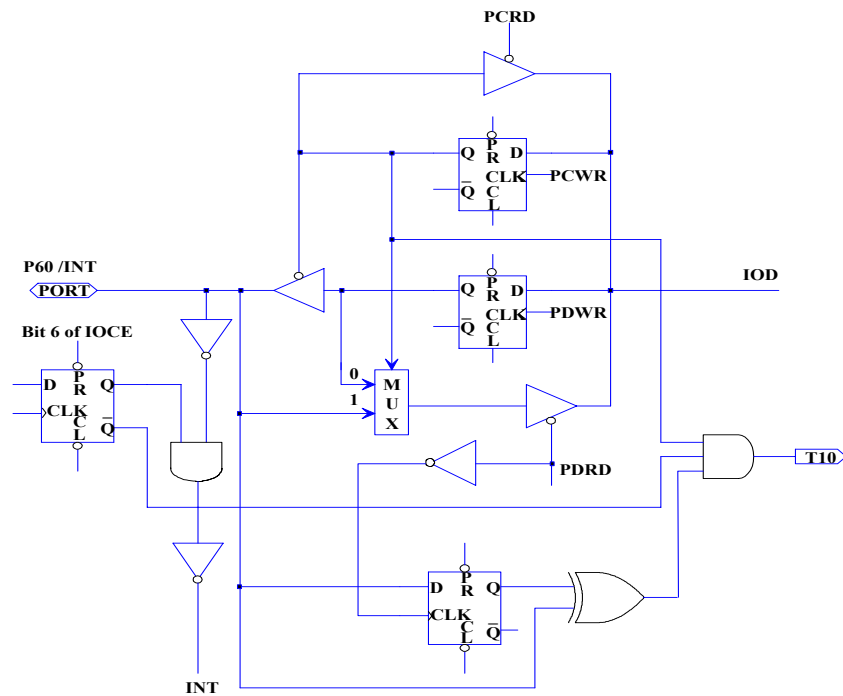 PCRD
P
R
Q
D
CLK
PCWR
Q
C
L
P60 /INT
PORT
IOD
P
R
Q
D
CLK
PDWR
Q
C
L
Bit 6 of IOCE
P
R
D
Q
CLK
C
L
Q
0
1
M
U
X
PDRD
T10
P
R
D
Q
CLK
C
L
Q
INT